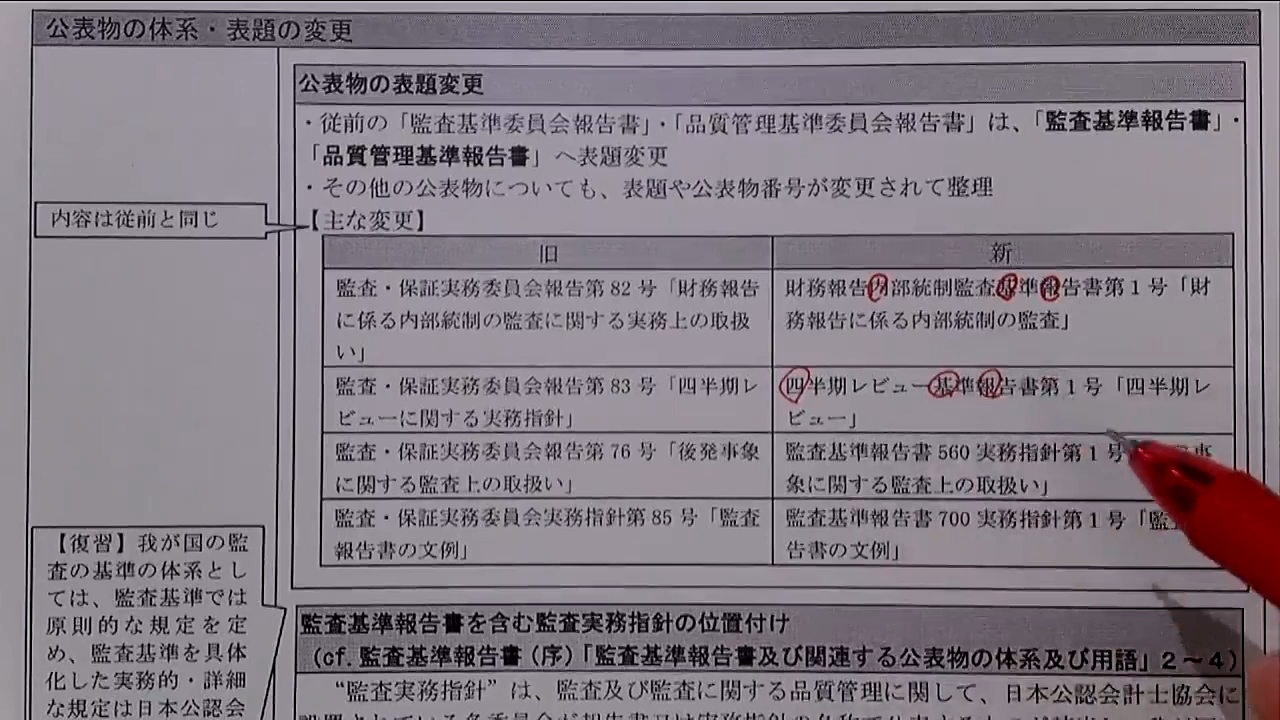 公表物の体系・表題の変更
公表物の表題変更
・従前の「監査基準委員会報告書」・「品質管理基準委員会報告書」は、「監査基準報告書」・
「品質管理基準報告書」へ表題変更
・その他の公表物についても、表題や公表物番号が変更されて整理
内容は従前と同じ
【主な変更】
旧
新
監査・保証実務委員会報告第 82 号「財務報告
に係る内部統制の監査に関する実務上の取扱
い」
財務報告内部統制監査基準報告書第 1 号「財
務報告に係る内部統制の監査」
監査・保証実務委員会報告第 83 号「四半期レ
ビューに関する実務指針」
四半期レビュー基準報告書第 1 号「四半期レ
ビュー」
監査・保証実務委員会報告第 76 号「後発事象
に関する監査上の取扱い」
監査基準報告書 560 実務指針第 1 号
象に関する監査上の取扱い」
監査・保証実務委員会実務指針第 85 号「監査
報告書の文例」
監査基準報告書 700 実務指針第 1 号「監
告書の文例」
【復習】我が国の監
査の基準の体系とし
ては、監査基準では
原則的な規定を定
め、監査基準を具体
化した実務的・詳細
な規定は日本公認会
監査基準報告書を含む監査実務指針の位置付け
（cf. 監査基準報告書（序）「監査基準報告書及び関連する公表物の体系及び用語」２～４）
“監査実務指針”は、監査及び監査に関する品質管理に関して、日本公認会計士協会に